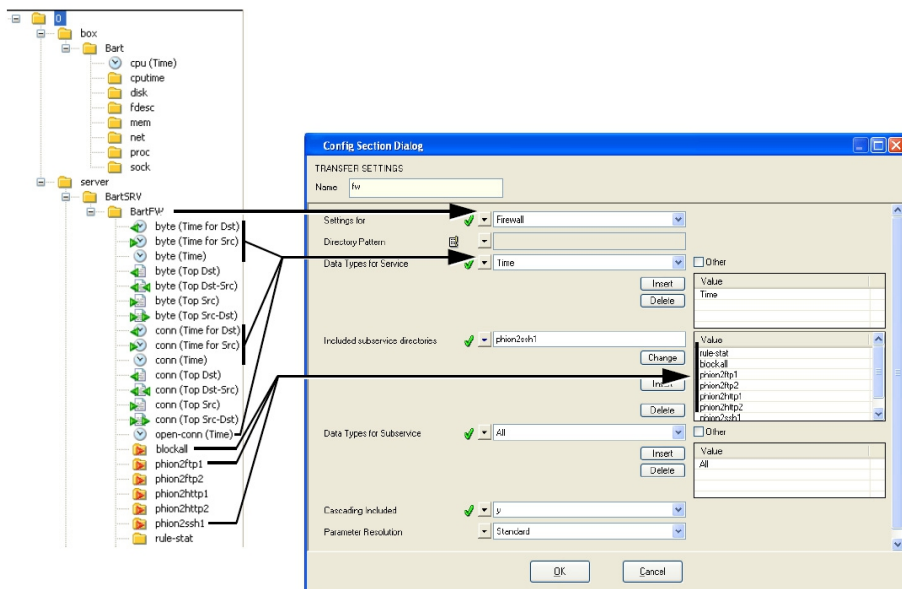 0
box
Bart
cpu (Time)
cputime
disk
fdesc
mem
net
proc
sock
server
BartSRV
BartFW
byte (Time for Dst)
byte (Time for Src)
byte (Time)
byte (Top Dst)
byte (Top Dst-Src)
byte (Top Src)
byte (Top Src-Dst)
conn (Time for Dst)
conn (Time for Src)
conn (Time)
conn (Top Dst)
conn (Top Dst-Src)
conn (Top Src)
conn (Top Src-Dst)
open-conn (Time)
blockall
phion2ftp1
phion2ftp2
phion2http1
phion2http2
phion2ssh1
rule-stat
Config Section Dialog
TRANSFER SETTINGS
Name fw
Settings for Firewall
Directory Pattern
Data Types for Service Time Other
Insert Value
Delete Time
Included subservice directories phion2ssh1 Value
rule-stat
Change blockall
phion2ftp1
Insert phion2ftp2
phion2http1
Delete phion2http2
phion2ssh1
Data Types for Subservice All Other
Insert Value
Delete All
Cascading Included y
Parameter Resolution Standard
OK Cancel